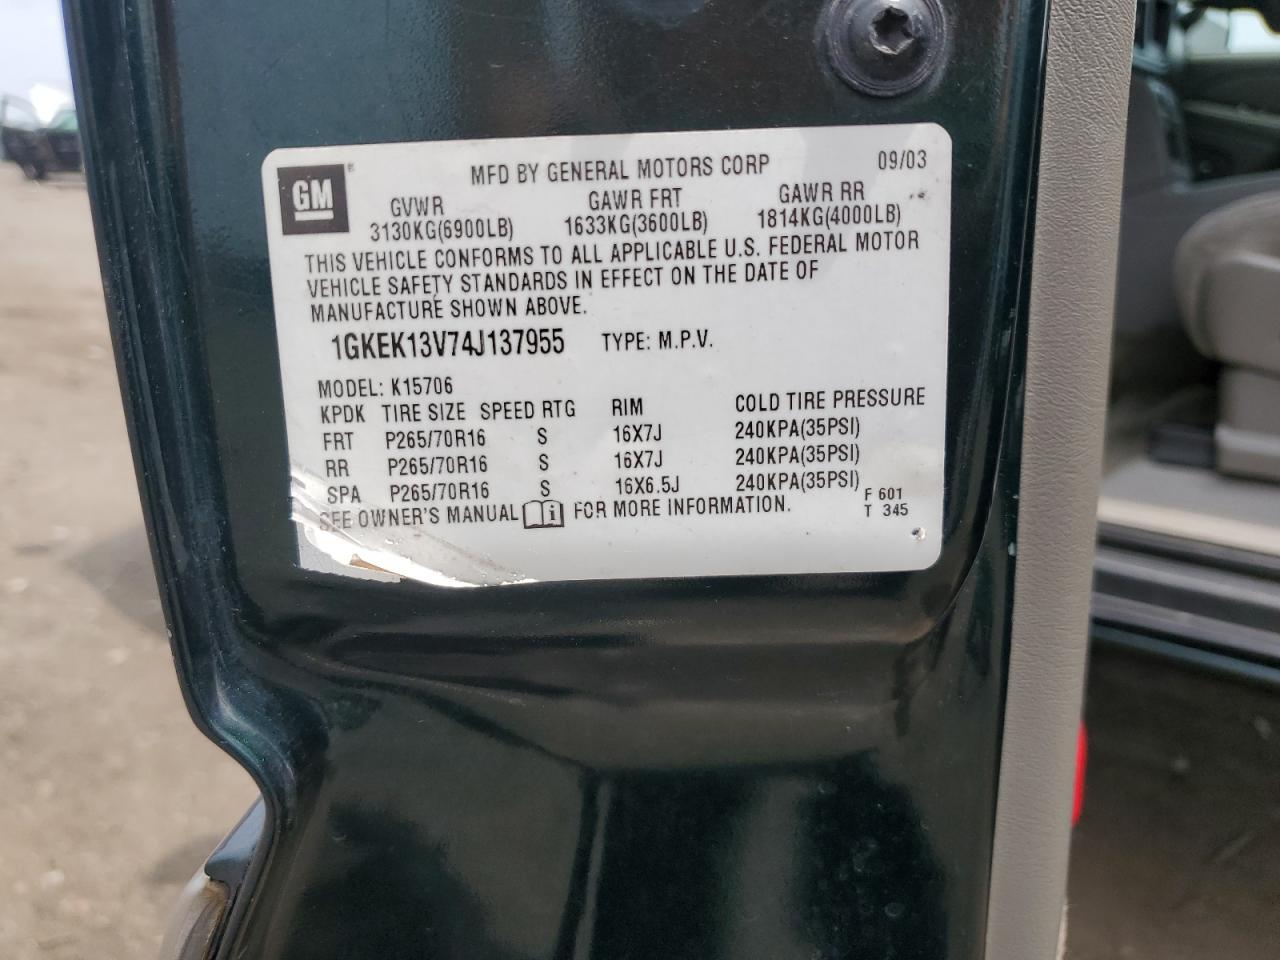 GM ® MFD BY GENERAL MOTORS CORP 09/03
GVWR GAWR FRT GAWR RR
3130KG(6900LB) 1633KG(3600LB) 1814KG(4000LB)
THIS VEHICLE CONFORMS TO ALL APPLICABLE U.S. FEDERAL MOTOR
VEHICLE SAFETY STANDARDS IN EFFECT ON THE DATE OF
MANUFACTURE SHOWN ABOVE.
1GKEK13V74J137955 TYPE: M.P.V.
MODEL: K15706
KPDK TIRE SIZE SPEED RTG RIM COLD TIRE PRESSURE
FRT P265/70R16 S 16X7J 240KPA(35PSI)
RR P265/70R16 S 16X7J 240KPA(35PSI)
SPA P265/70R16 S 16X6.5J 240KPA(35PSI)
SEE OWNER'S MANUAL i FOR MORE INFORMATION.
F 601
T 345